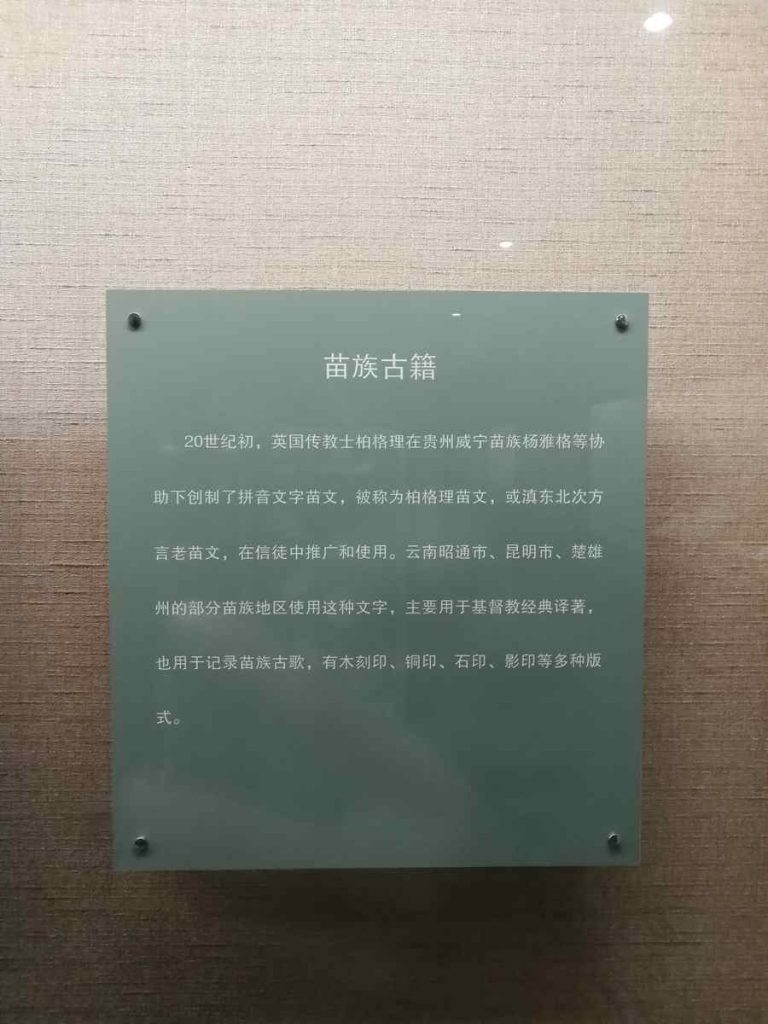 苗族古籍
20世纪初，英国传教士柏格理在贵州威宁苗族杨雅格等协
助下创制了拼音文字苗文，被称为柏格理苗文，或滇东北次方
言老苗文，在信徒中推广和使用。云南昭通市、昆明市、楚雄
州的部分苗族地区使用这种文字，主要用于基督教经典译著，
也用于记录苗族古歌，有木刻印、铜印、石印、影印等多种版
式。